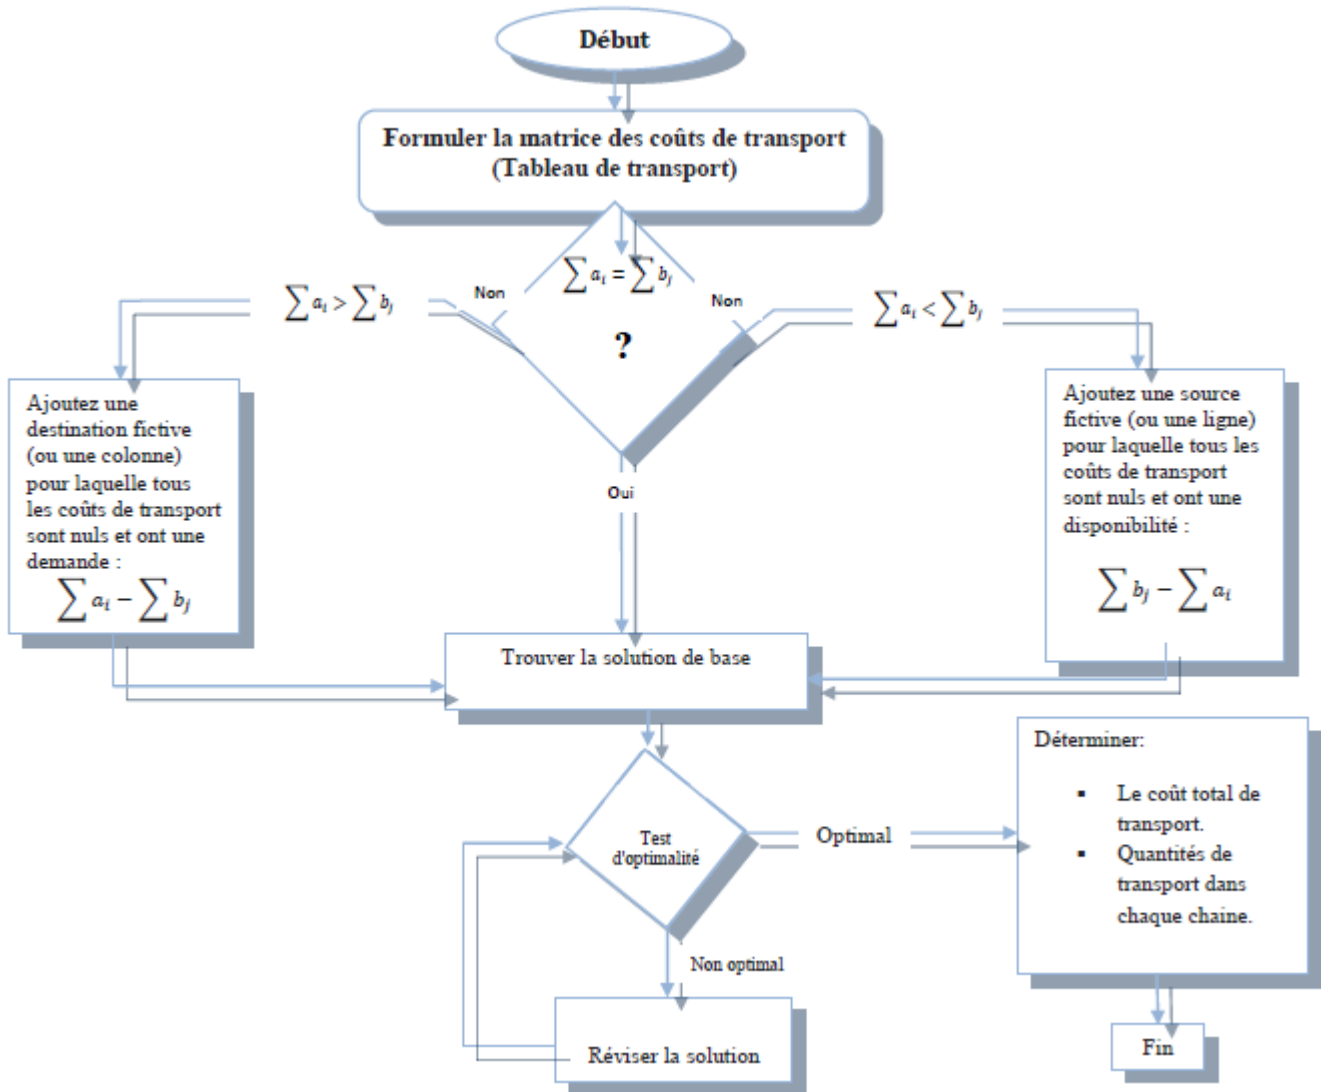 Début
Formuler la matrice des coûts de transport
(Tableau de transport)
∑ aᵢ = ∑ bⱼ
?
Non
Non
∑ aᵢ > ∑ bⱼ
∑ aᵢ < ∑ bⱼ
Ajoutez une
destination fictive
(ou une colonne)
pour laquelle tous
les coûts de transport
sont nuls et ont une
demande :
∑ aᵢ − ∑ bⱼ
Ajoutez une source
fictive (ou une ligne)
pour laquelle tous les
coûts de transport
sont nuls et ont une
disponibilité :
∑ bⱼ − ∑ aᵢ
Oui
Trouver la solution de base
Test
d'optimalité
Optimal
Déterminer:
▪ Le coût total de
transport.
▪ Quantités de
transport dans
chaque chaine.
Non optimal
Réviser la solution
Fin